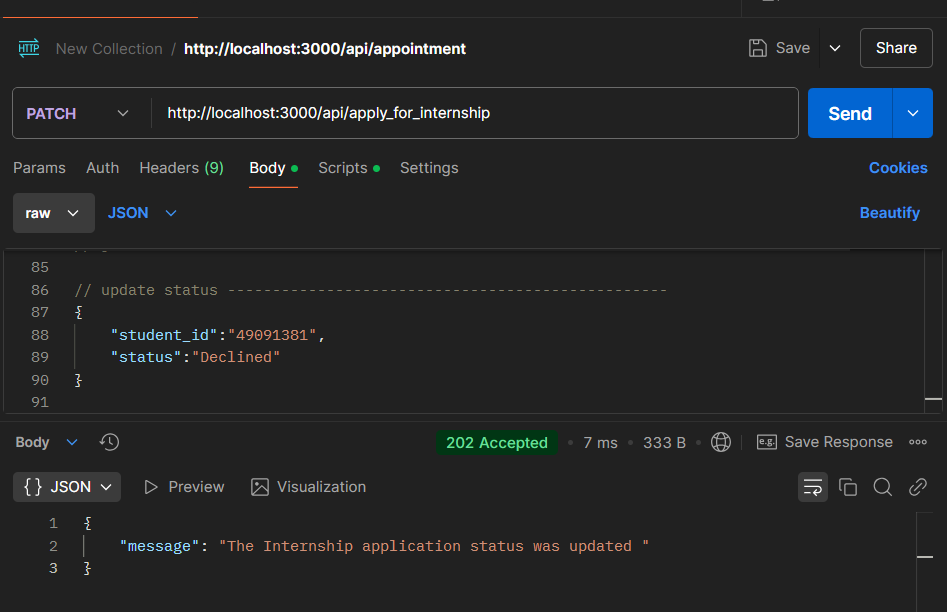 HTTP New Collection / http://localhost:3000/api/appointment Save Share
PATCH http://localhost:3000/api/apply_for_internship Send
Params Auth Headers (9) Body Scripts Settings Cookies
raw JSON Beautify
85
86 // update status -------------------------------------------------
87 {
88 "student_id":"49091381",
89 "status":"Declined"
90 }
91
Body 202 Accepted • 7 ms • 333 B • e.g. Save Response
{} JSON Preview Visualization
1 {
2 "message": "The Internship application status was updated "
3 }